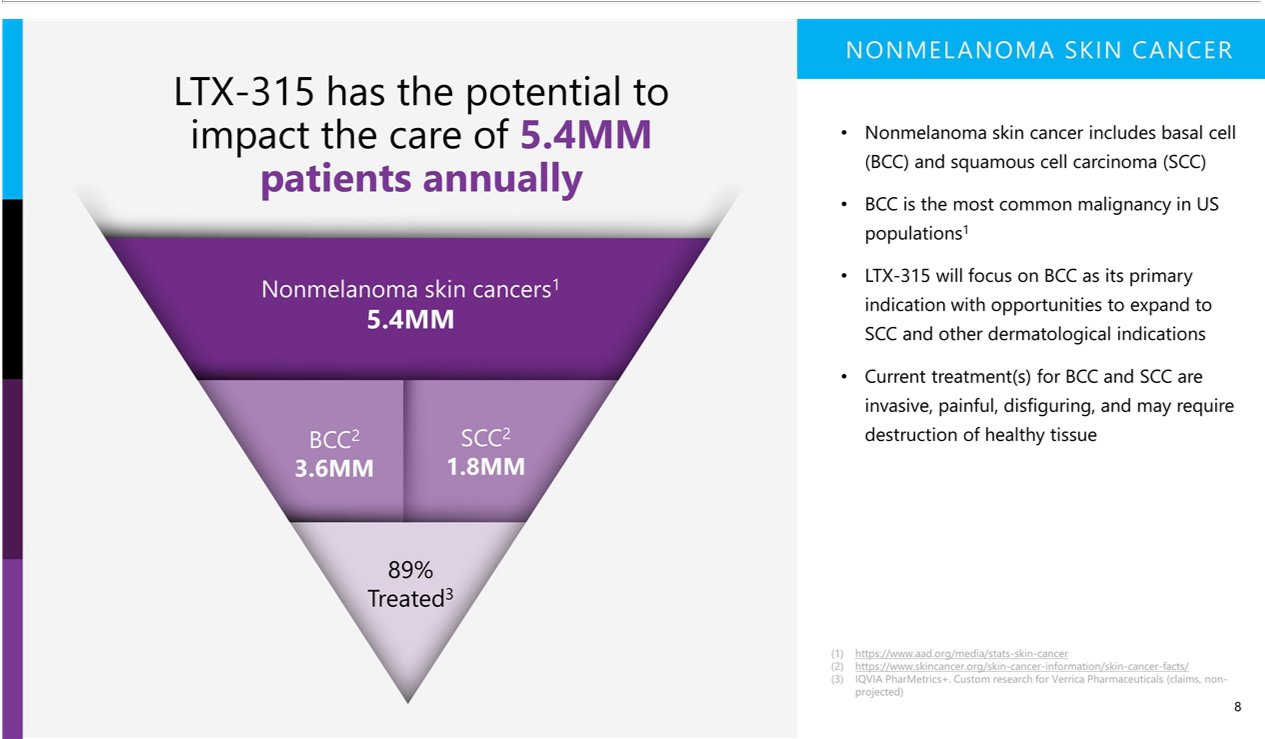 LTX-315 has the potential to
impact the care of 5.4MM
patients annually
Nonmelanoma skin cancers¹
5.4MM
BCC²
3.6MM
SCC²
1.8MM
89%
Treated³
NONMELANOMA SKIN CANCER
• Nonmelanoma skin cancer includes basal cell
(BCC) and squamous cell carcinoma (SCC)
• BCC is the most common malignancy in US
populations¹
• LTX-315 will focus on BCC as its primary
indication with opportunities to expand to
SCC and other dermatological indications
• Current treatment(s) for BCC and SCC are
invasive, painful, disfiguring, and may require
destruction of healthy tissue
(1) https://www.aad.org/media/stats-skin-cancer
(2) https://www.skincancer.org/skin-cancer-information/skin-cancer-facts/
(3) IQVIA PharMetrics+. Custom research for Verrica Pharmaceuticals (claims, non-
projected)
8